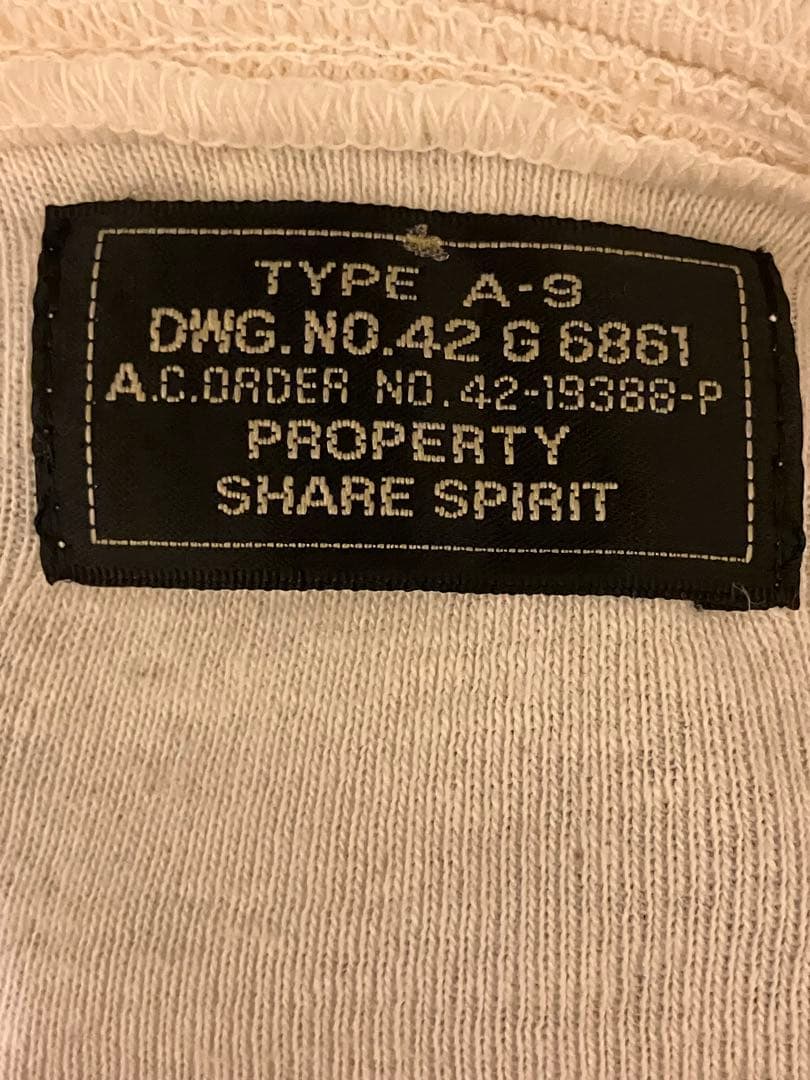 TYPE A-9
DWG.NO.42 G 6861
A.C.ORDER NO.42-19388-P
PROPERTY
SHARE SPIRIT